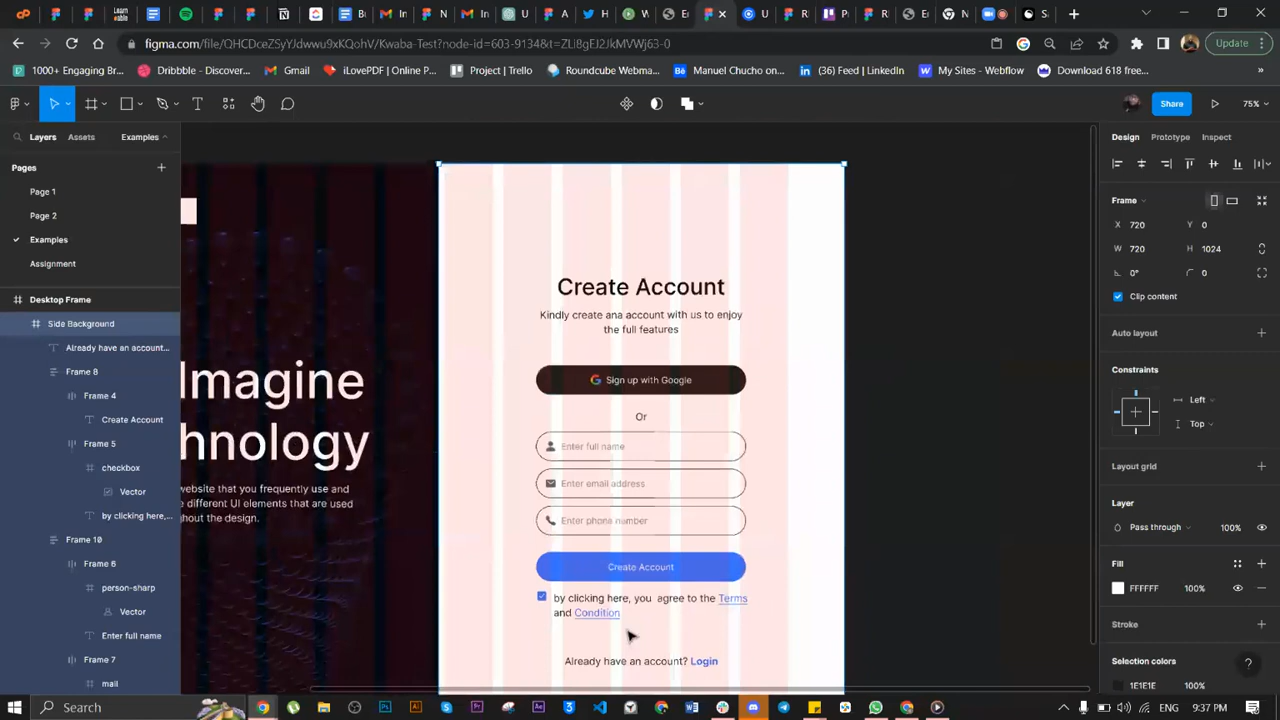 De
G
F
Learn
F
N
Br
In
N
In
U
A
H
W
Ec
F
U
R
R
Ec
N
Sa
figma.com/file/QHCDceZSyYJdwwu9xKQohV/Kwaba-Test?node-id=603-9134&t=ZLl8gEJ2JkMVWj63-0
Update
1000+ Engaging Br...
Dribbble - Discover...
Gmail
iLovePDF | Online P...
Project | Trello
Roundcube Webma...
Manuel Chucho on...
(36) Feed | LinkedIn
My Sites - Webflow
Download 618 free...
Share
75%
Layers
Assets
Examples
Design
Prototype
Inspect
Pages
Page 1
Page 2
Examples
Assignment
Desktop Frame
Side Background
Already have an account...
Frame 8
Frame 4
Create Account
Frame 5
checkbox
Vector
by clicking here,...
Frame 10
Frame 6
person-sharp
Vector
Enter full name
Frame 7
mail
Imagine
hnology
website that you frequently use and
e different UI elements that are used
ghout the design.
Create Account
Kindly create ana account with us to enjoy
the full features
Sign up with Google
Or
Enter full name
Enter email address
Enter phone number
Create Account
by clicking here, you agree to the Terms
and Condition
Already have an account? Login
Frame
X 720 Y 0
W 720 H 1024
0° 0
Clip content
Auto layout
Constraints
Left
Top
Layout grid
Layer
Pass through 100%
Fill
FFFFFF 100%
Stroke
Selection colors
1E1E1E 100%
?
Search
9:37 PM